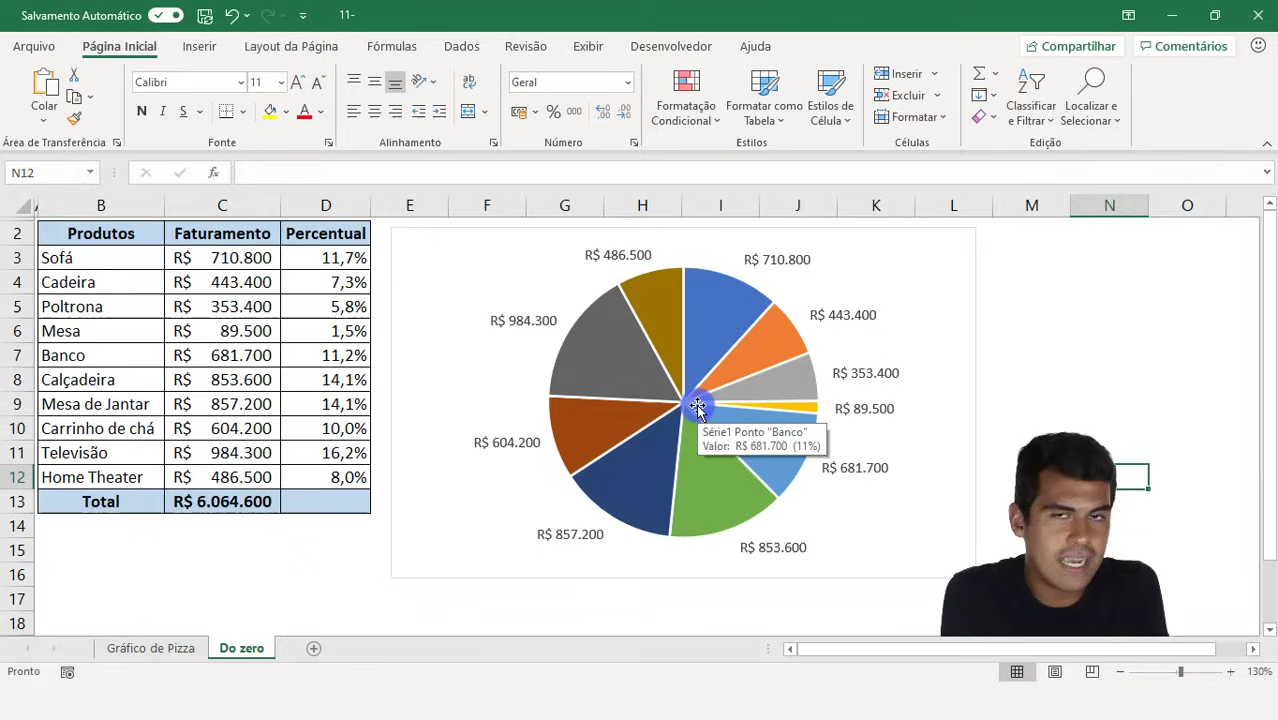 Salvamento Automático
11-
Arquivo
Página Inicial
Inserir
Layout da Página
Fórmulas
Dados
Revisão
Exibir
Desenvolvedor
Ajuda
Compartilhar
Comentários
Colar
Calibri
11
N
I
S
A
Geral
%
000
Formatação Condicional
Formatar como Tabela
Estilos de Célula
Inserir
Excluir
Formatar
Classificar e Filtrar
Localizar e Selecionar
Área de Transferência
Fonte
Alinhamento
Número
Estilos
Células
Edição
N12
fx
B C D E F G H I J K L M N O
2 Produtos Faturamento Percentual
3 Sofá R$ 710.800 11,7%
4 Cadeira R$ 443.400 7,3%
5 Poltrona R$ 353.400 5,8%
6 Mesa R$ 89.500 1,5%
7 Banco R$ 681.700 11,2%
8 Calçadeira R$ 853.600 14,1%
9 Mesa de Jantar R$ 857.200 14,1%
10 Carrinho de chá R$ 604.200 10,0%
11 Televisão R$ 984.300 16,2%
12 Home Theater R$ 486.500 8,0%
13 Total R$ 6.064.600
14
15
16
17
18
R$ 486.500
R$ 710.800
R$ 984.300
R$ 443.400
R$ 353.400
R$ 89.500
Série1 Ponto "Banco"
Valor: R$ 681.700 (11%)
R$ 604.200
R$ 681.700
R$ 857.200
R$ 853.600
Gráfico de Pizza
Do zero
Pronto
130%